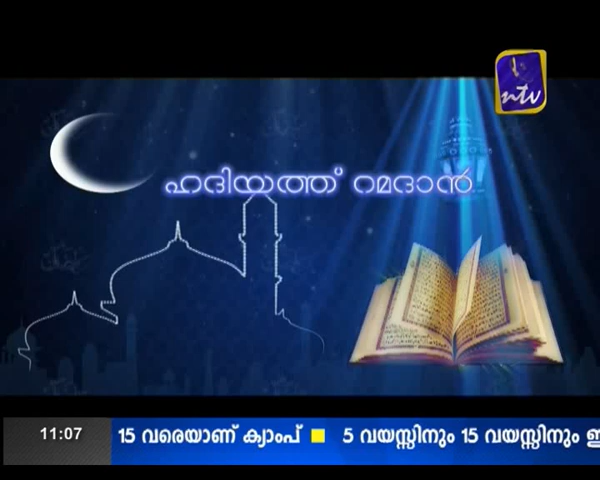 ntv
ഹദിയത്ത് റമദാൻ
11:07 15 വരെയാണ് ക്യാംപ് 5 വയസ്സിനും 15 വയസ്സിനും ഇ